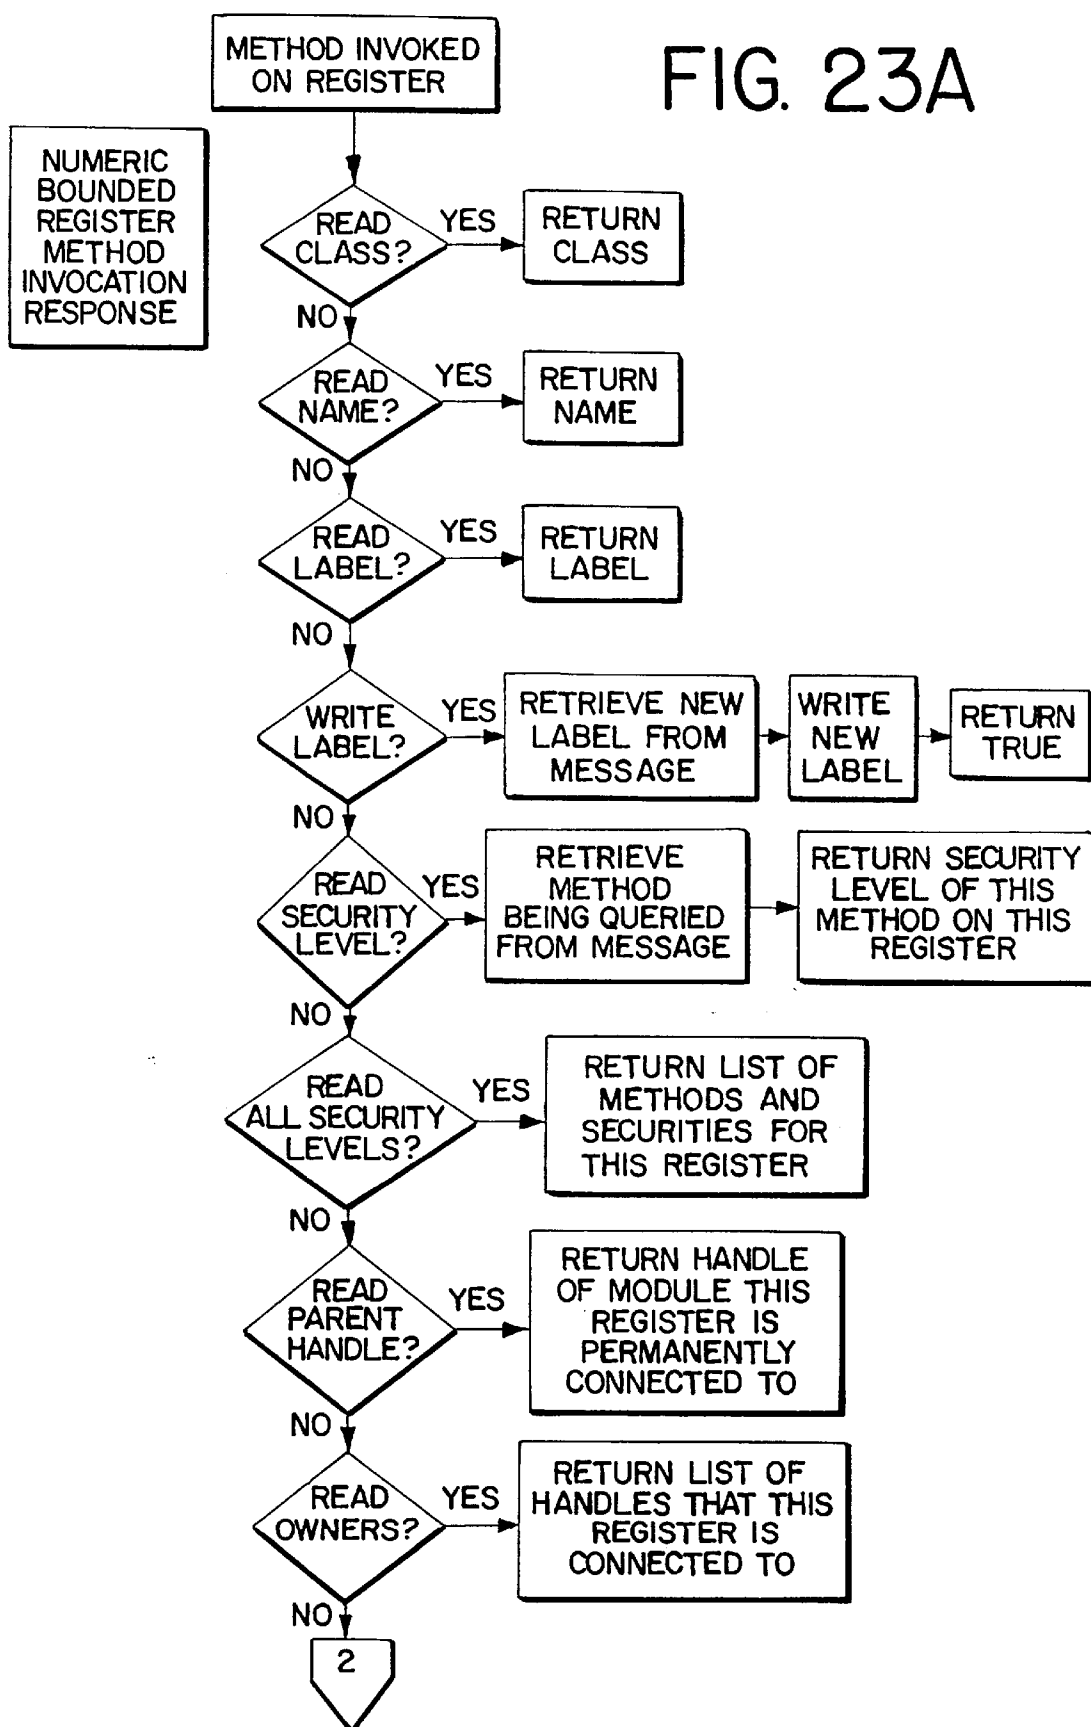 METHOD INVOKED
ON REGISTER
FIG. 23A
NUMERIC
BOUNDED
REGISTER
METHOD
INVOCATION
RESPONSE
READ
CLASS?
YES
RETURN
CLASS
NO
READ
NAME?
YES
RETURN
NAME
NO
READ
LABEL?
YES
RETURN
LABEL
NO
WRITE
LABEL?
YES
RETRIEVE NEW
LABEL FROM
MESSAGE
WRITE
NEW
LABEL
RETURN
TRUE
NO
READ
SECURITY
LEVEL?
YES
RETRIEVE
METHOD
BEING QUERIED
FROM MESSAGE
RETURN SECURITY
LEVEL OF THIS
METHOD ON THIS
REGISTER
NO
READ
ALL SECURITY
LEVELS?
YES
RETURN LIST OF
METHODS AND
SECURITIES FOR
THIS REGISTER
NO
READ
PARENT
HANDLE?
YES
RETURN HANDLE
OF MODULE THIS
REGISTER IS
PERMANENTLY
CONNECTED TO
NO
READ
OWNERS?
YES
RETURN LIST OF
HANDLES THAT THIS
REGISTER IS
CONNECTED TO
NO
2